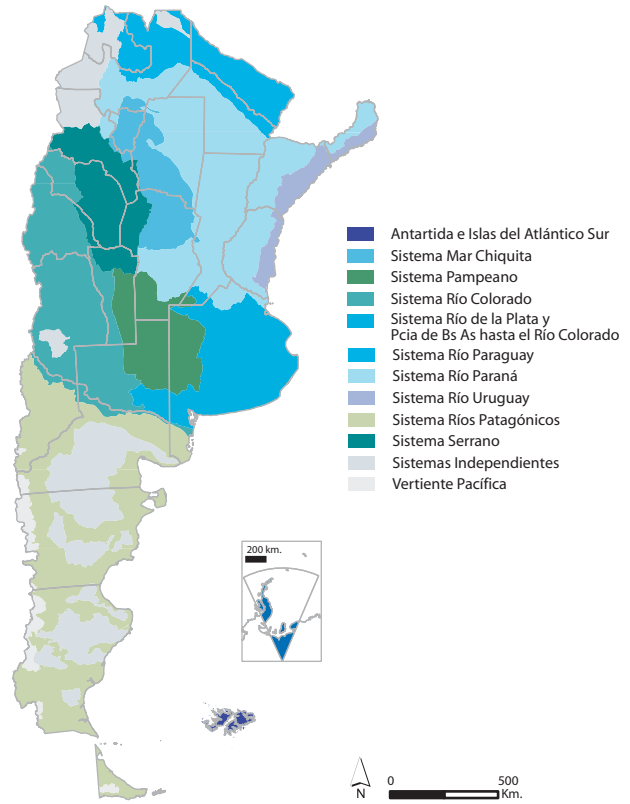 Antartida e Islas del Atlántico Sur
Sistema Mar Chiquita
Sistema Pampeano
Sistema Río Colorado
Sistema Río de la Plata y
Pcia de Bs As hasta el Río Colorado
Sistema Río Paraguay
Sistema Río Paraná
Sistema Río Uruguay
Sistema Ríos Patagónicos
Sistema Serrano
Sistemas Independientes
Vertiente Pacífica
200 km.
N
0 500
Km.